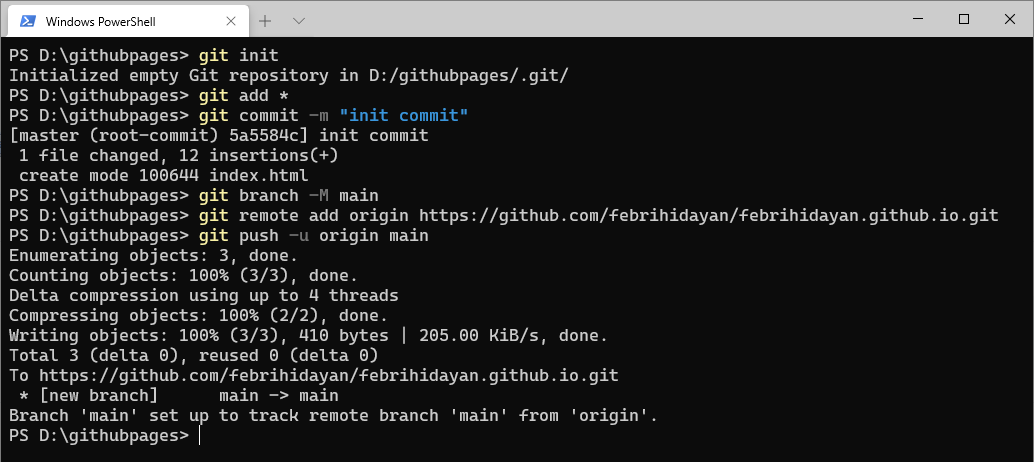 Windows PowerShell
PS D:\githubpages> git init
Initialized empty Git repository in D:/githubpages/.git/
PS D:\githubpages> git add *
PS D:\githubpages> git commit -m "init commit"
[master (root-commit) 5a5584c] init commit
 1 file changed, 12 insertions(+)
 create mode 100644 index.html
PS D:\githubpages> git branch -M main
PS D:\githubpages> git remote add origin https://github.com/febrihidayan/febrihidayan.github.io.git
PS D:\githubpages> git push -u origin main
Enumerating objects: 3, done.
Counting objects: 100% (3/3), done.
Delta compression using up to 4 threads
Compressing objects: 100% (2/2), done.
Writing objects: 100% (3/3), 410 bytes | 205.00 KiB/s, done.
Total 3 (delta 0), reused 0 (delta 0)
To https://github.com/febrihidayan/febrihidayan.github.io.git
 * [new branch]      main -> main
Branch 'main' set up to track remote branch 'main' from 'origin'.
PS D:\githubpages>